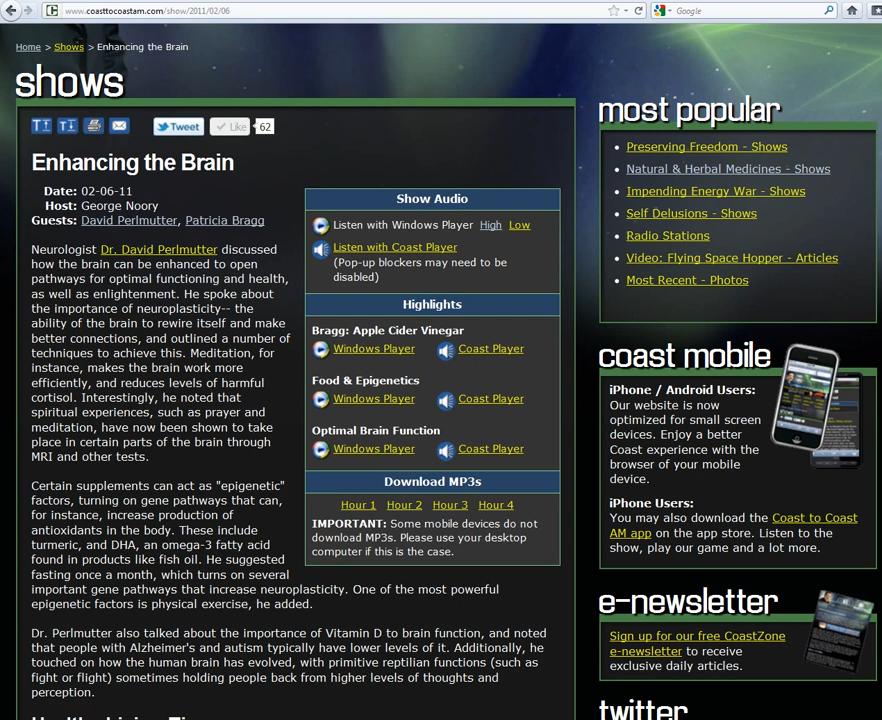 www.coasttocoastam.com/show/2011/02/06
Google
Home > Shows > Enhancing the Brain
shows
Tweet
Like
62
Enhancing the Brain
Date: 02-06-11
Host: George Noory
Guests: David Perlmutter, Patricia Bragg
Neurologist Dr. David Perlmutter discussed
how the brain can be enhanced to open
pathways for optimal functioning and health,
as well as enlightenment. He spoke about
the importance of neuroplasticity-- the
ability of the brain to rewire itself and make
better connections, and outlined a number of
techniques to achieve this. Meditation, for
instance, makes the brain work more
efficiently, and reduces levels of harmful
cortisol. Interestingly, he noted that
spiritual experiences, such as prayer and
meditation, have now been shown to take
place in certain parts of the brain through
MRI and other tests.
Certain supplements can act as "epigenetic"
factors, turning on gene pathways that can,
for instance, increase production of
antioxidants in the body. These include
turmeric, and DHA, an omega-3 fatty acid
found in products like fish oil. He suggested
fasting once a month, which turns on several
important gene pathways that increase neuroplasticity. One of the most powerful
epigenetic factors is physical exercise, he added.
Dr. Perlmutter also talked about the importance of Vitamin D to brain function, and noted
that people with Alzheimer's and autism typically have lower levels of it. Additionally, he
touched on how the human brain has evolved, with primitive reptilian functions (such as
fight or flight) sometimes holding people back from higher levels of thoughts and
perception.
Show Audio
Listen with Windows Player High Low
Listen with Coast Player
(Pop-up blockers may need to be
disabled)
Highlights
Bragg: Apple Cider Vinegar
Windows Player Coast Player
Food & Epigenetics
Windows Player Coast Player
Optimal Brain Function
Windows Player Coast Player
Download MP3s
Hour 1 Hour 2 Hour 3 Hour 4
IMPORTANT: Some mobile devices do not
download MP3s. Please use your desktop
computer if this is the case.
most popular
Preserving Freedom - Shows
Natural & Herbal Medicines - Shows
Impending Energy War - Shows
Self Delusions - Shows
Radio Stations
Video: Flying Space Hopper - Articles
Most Recent - Photos
coast mobile
iPhone / Android Users:
Our website is now
optimized for small screen
devices. Enjoy a better
Coast experience with the
browser of your mobile
device.
iPhone Users:
You may also download the Coast to Coast
AM app on the app store. Listen to the
show, play our game and a lot more.
e-newsletter
Sign up for our free CoastZone
e-newsletter to receive
exclusive daily articles.
twitter